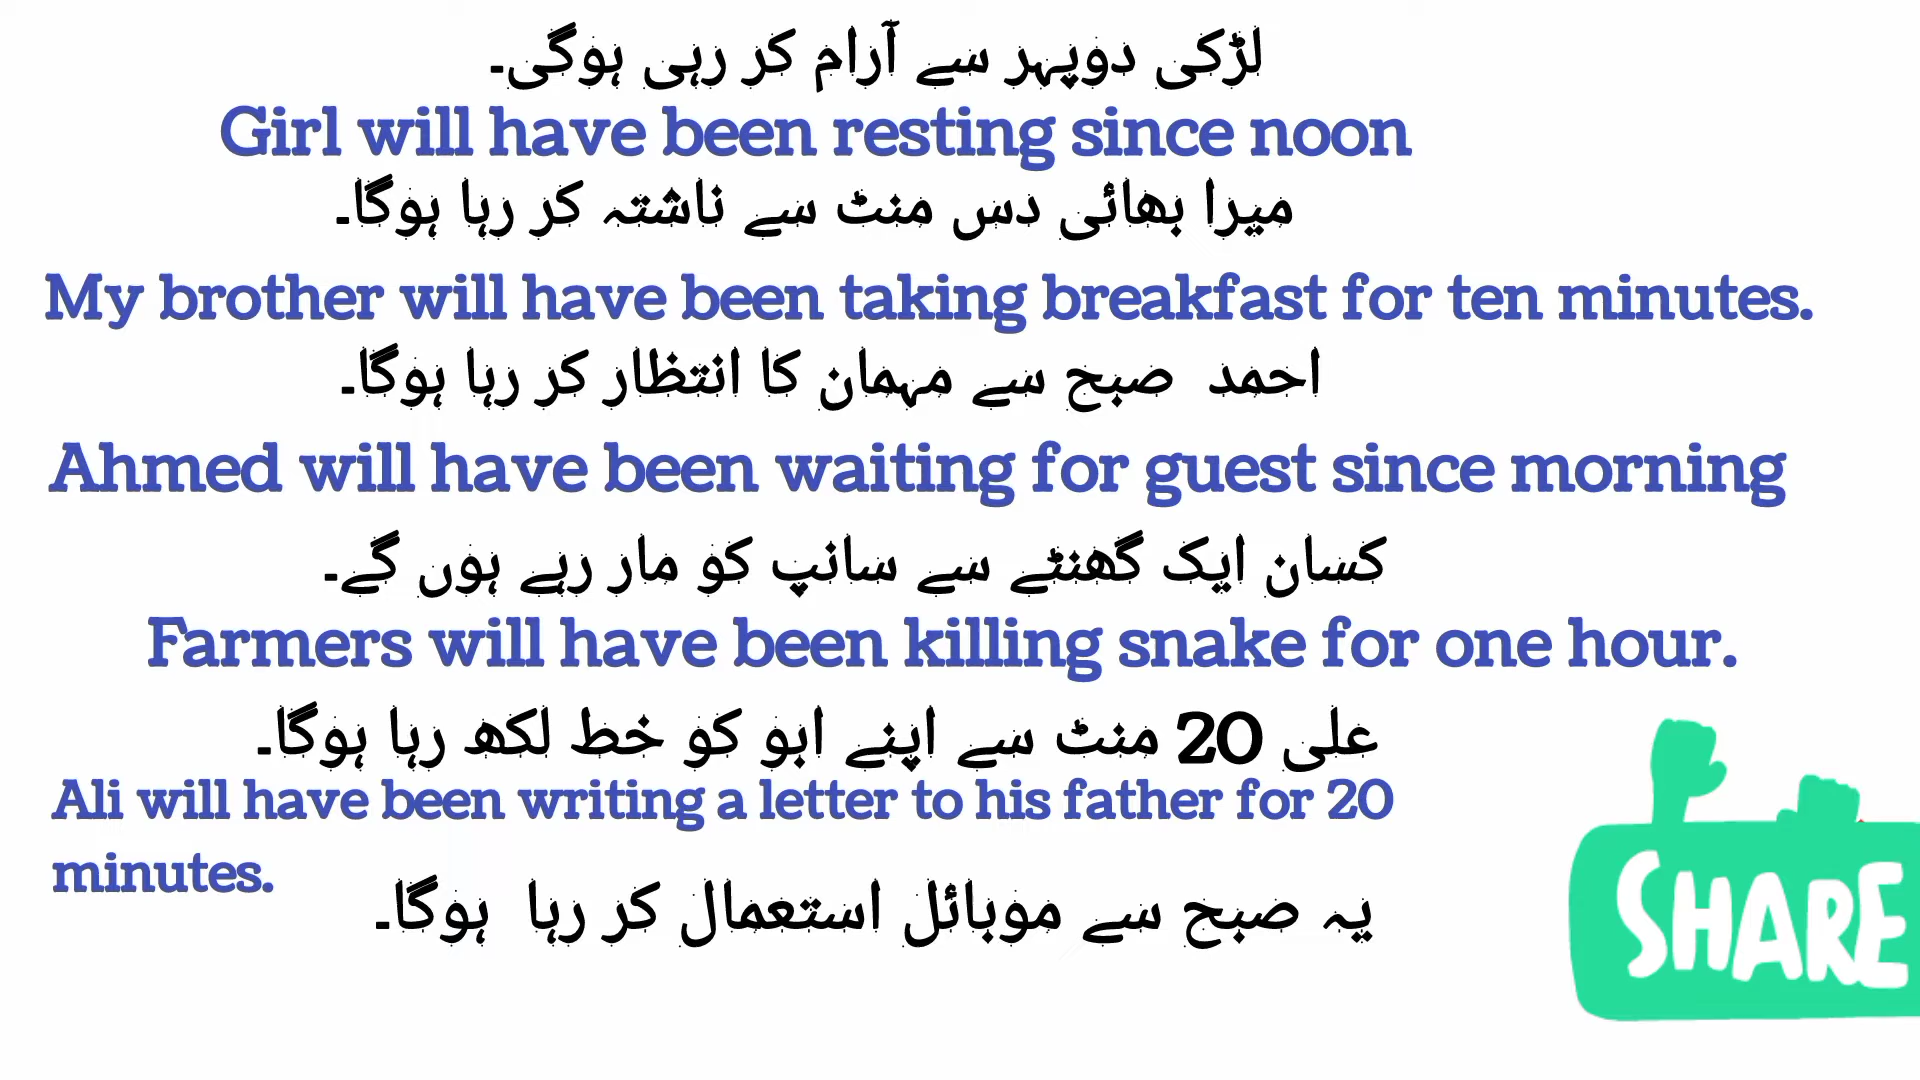 لڑکی دوپہر سے آرام کر رہی ہوگی۔
Girl will have been resting since noon
میرا بھائی دس منٹ سے ناشتہ کر رہا ہوگا۔
My brother will have been taking breakfast for ten minutes.
احمد صبح سے مہمان کا انتظار کر رہا ہوگا۔
Ahmed will have been waiting for guest since morning
کسان ایک گھنٹے سے سانپ کو مار رہے ہوں گے۔
Farmers will have been killing snake for one hour.
علی 20 منٹ سے اپنے ابو کو خط لکھ رہا ہوگا۔
Ali will have been writing a letter to his father for 20
minutes.
یہ صبح سے موبائل استعمال کر رہا ہوگا۔
SHARE